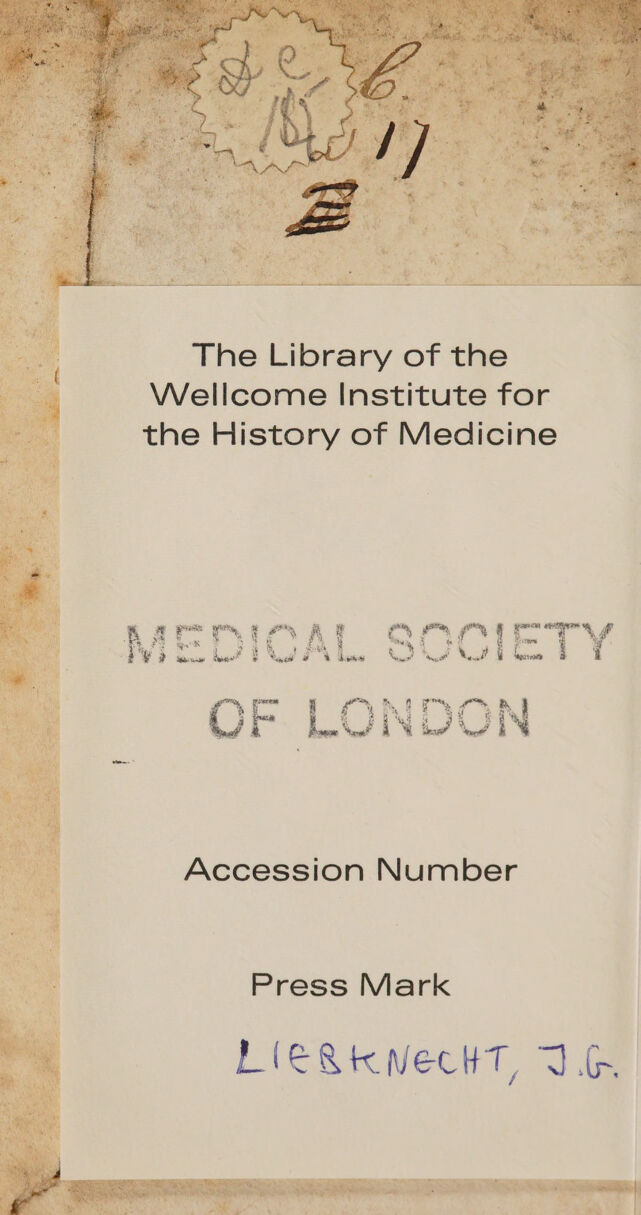 C.
17
The Library of the
Wellcome Institute for
the History of Medicine
MEDICAL SOCIETY
OF LONDON
Accession Number
Press Mark
LIEBKNECHT, J.G.